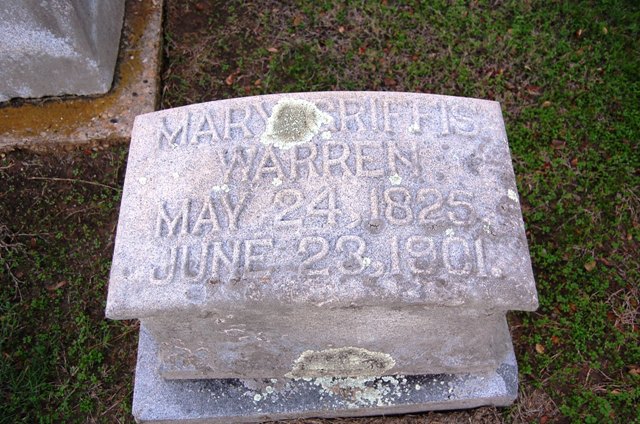 MARY GRIFFIS
WARREN
MAY 24, 1825.
JUNE 23, 1901.